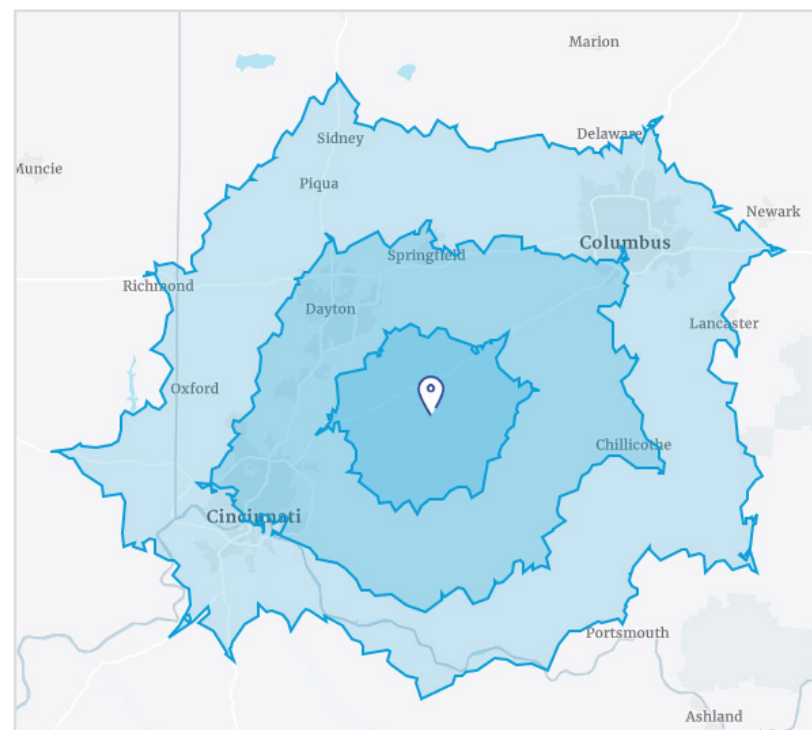 Marion
Delaware
Sidney
Muncie
Piqua
Newark
Columbus
Springfield
Richmond
Dayton
Lancaster
Oxford
Chillicothe
Cincinnati
Portsmouth
Ashland